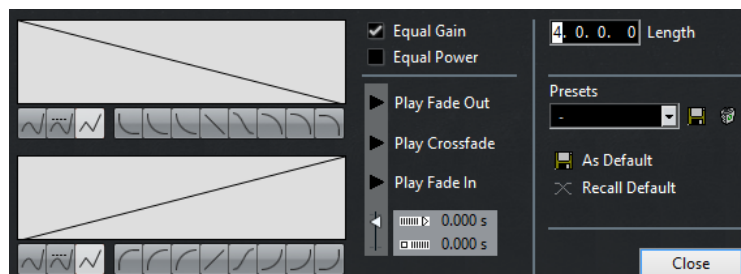 Equal Gain
Equal Power
Play Fade Out
Play Crossfade
Play Fade In
0.000 s
0.000 s
4. 0. 0. 0 Length
Presets
-
As Default
Recall Default
Close